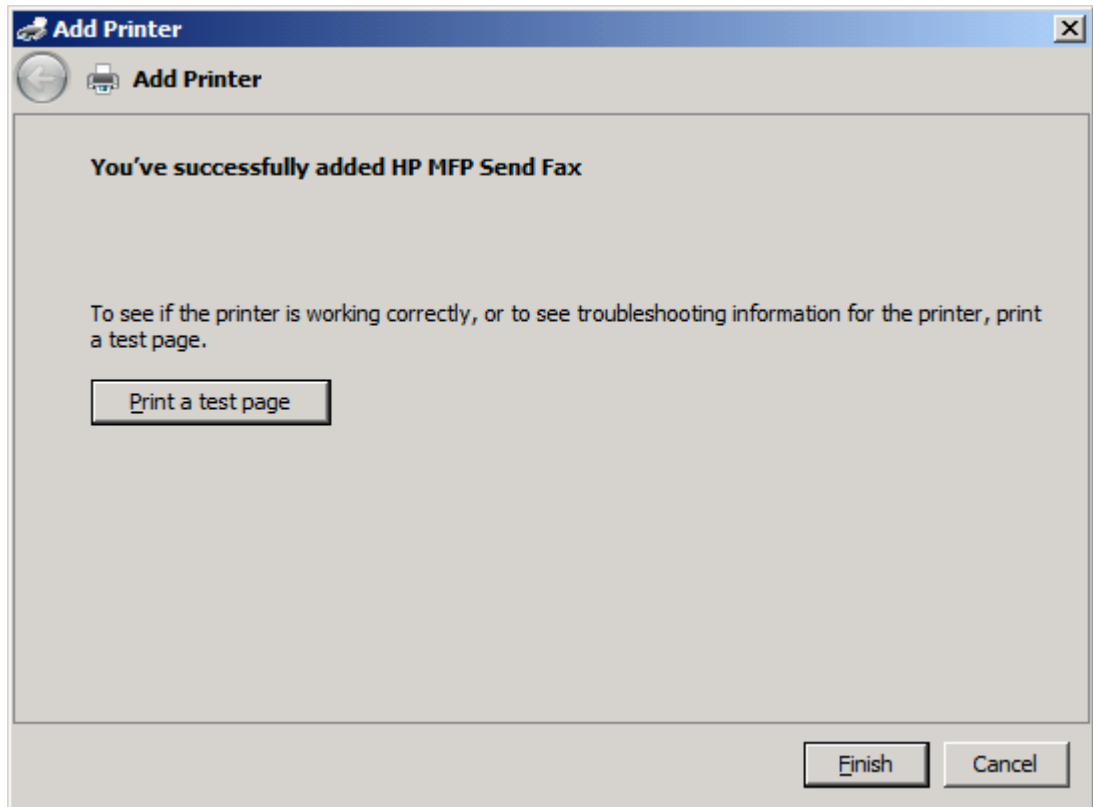 Add Printer
Add Printer
You've successfully added HP MFP Send Fax
To see if the printer is working correctly, or to see troubleshooting information for the printer, print
a test page.
Print a test page
Finish Cancel